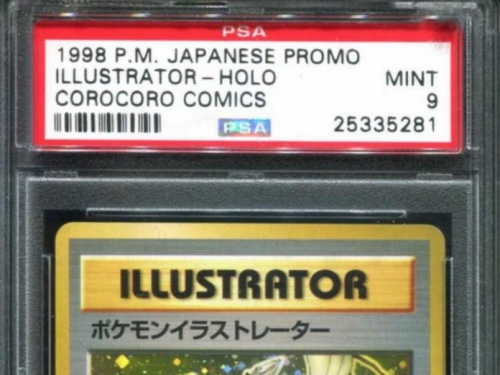 PSA
1998 P.M. JAPANESE PROMO
ILLUSTRATOR - HOLO MINT
COROCORO COMICS 9
PSA 25335281
ILLUSTRATOR
ポケモンイラストレーター